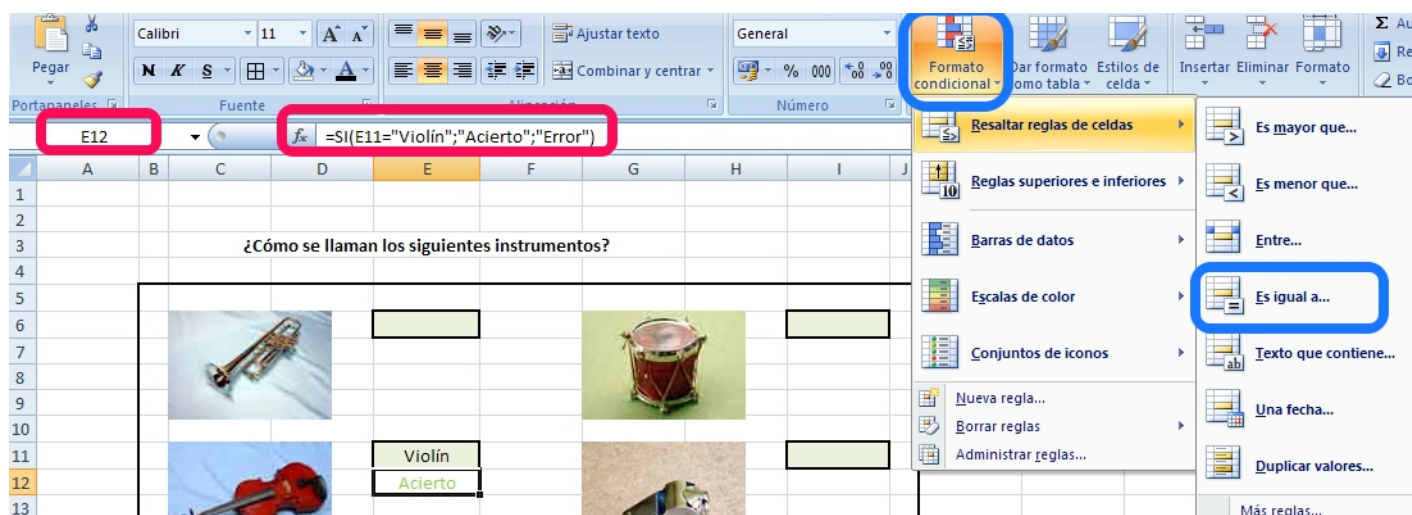 Pegar
Portapapeles
Calibri
11
A A
N K S
A
Fuente
Ajustar texto
Combinar y centrar
Alineación
General
% 000
Número
Formato condicional
Dar formato como tabla
Estilos de celda
Insertar Eliminar Formato
Σ Au
Re
Bo
E12
fx =SI(E11="Violín";"Acierto";"Error")
A B C D E F G H I J
1
2
3 ¿Cómo se llaman los siguientes instrumentos?
4
5
6
7
8
9
10
11 Violín
12 Acierto
13
Resaltar reglas de celdas
Reglas superiores e inferiores
Barras de datos
Escalas de color
Conjuntos de iconos
Nueva regla...
Borrar reglas
Administrar reglas...
Es mayor que...
Es menor que...
Entre...
Es igual a...
Texto que contiene...
Una fecha...
Duplicar valores...
Más reglas...